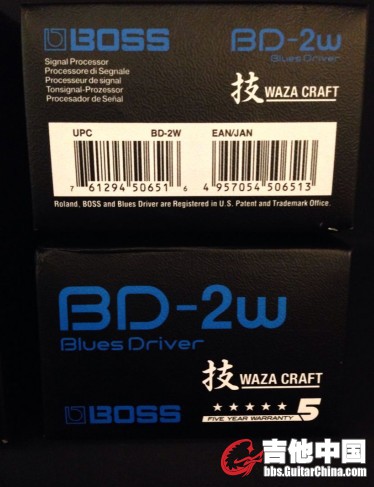 BOSS BD-2w
Blues Driver
Signal Processor
Processore di Segnale
Processeur de signal
Tonsignal-Prozessor
Procesador de Señal
技 WAZA CRAFT
UPC BD-2W EAN/JAN
7 61294 50651 6 4 957054 506513
Roland, BOSS and Blues Driver are Registered in U.S. Patent and Trademark Office.
BD-2w
Blues Driver
技 WAZA CRAFT
BOSS ★★★★★ 5
FIVE YEAR WARRANTY
吉他中国
bbs.GuitarChina.com